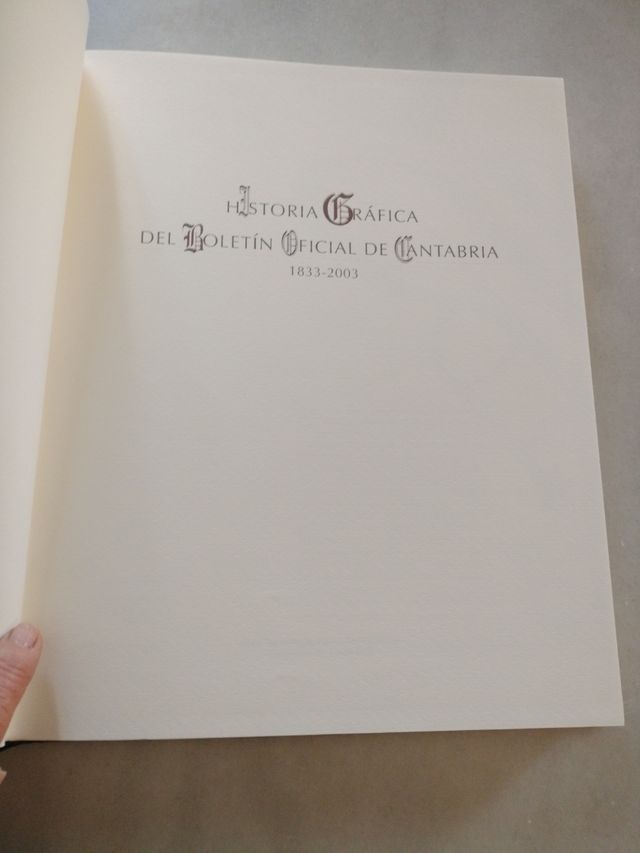 HISTORIA GRÁFICA
DEL BOLETÍN OFICIAL DE CANTABRIA
1833-2003